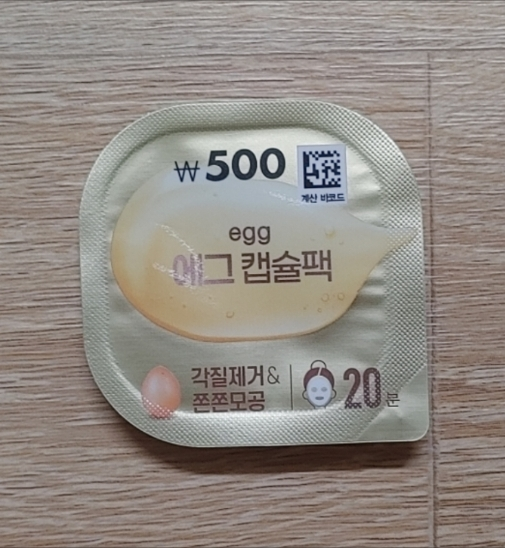 ₩500
계산 바코드
egg
에그 캡슐팩
각질제거&
쫀쫀모공
20분